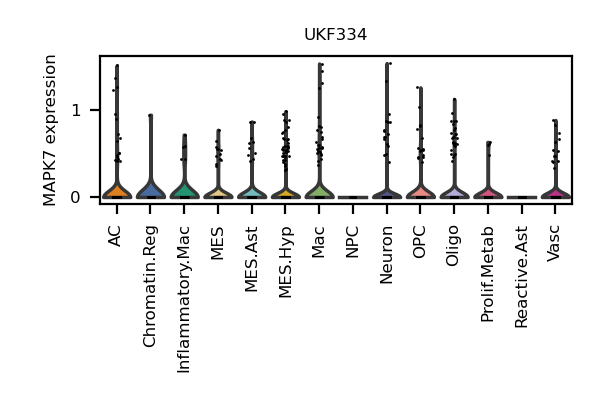 UKF334
MAPK7 expression
1
0
AC
Chromatin.Reg
Inflammatory.Mac
MES
MES.Ast
MES.Hyp
Mac
NPC
Neuron
OPC
Oligo
Prolif.Metab
Reactive.Ast
Vasc